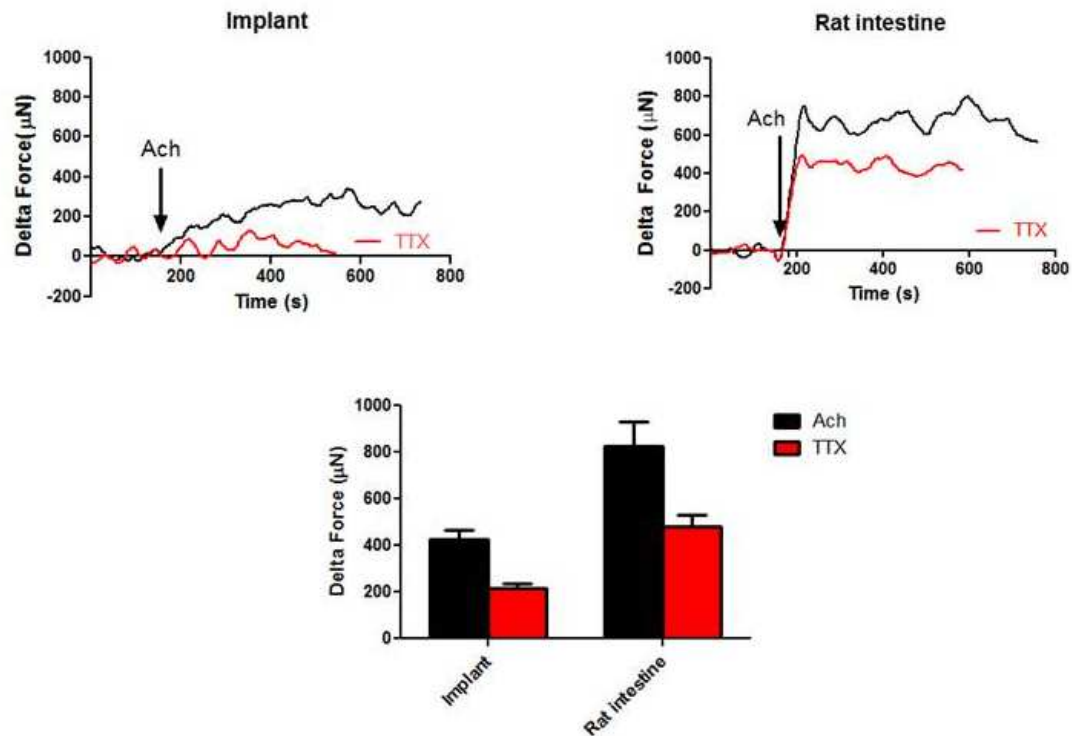 Implant
Delta Force(μN)
1000
800
600
400
200
0
-200
Ach
TTX
200
400
600
800
Time (s)
Rat intestine
Delta Force (μN)
1000
800
600
400
200
0
-200
Ach
TTX
200
400
600
800
Time (s)
Delta Force (μN)
1000
800
600
400
200
0
Implant
Rat intestine
Ach
TTX